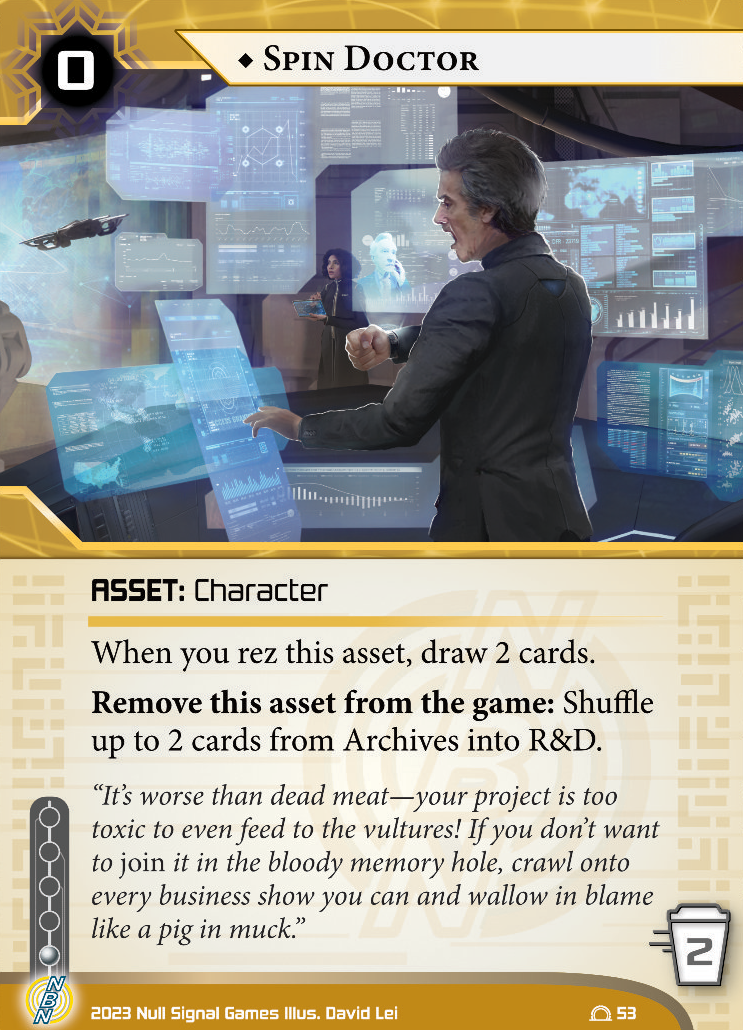 0
◆ Spin Doctor
ASSET: Character
When you rez this asset, draw 2 cards.
Remove this asset from the game: Shuffle
up to 2 cards from Archives into R&D.
“It’s worse than dead meat—your project is too
toxic to even feed to the vultures! If you don’t want
to join it in the bloody memory hole, crawl onto
every business show you can and wallow in blame
like a pig in muck.”
2
NBN
2023 Null Signal Games Illus. David Lei
53